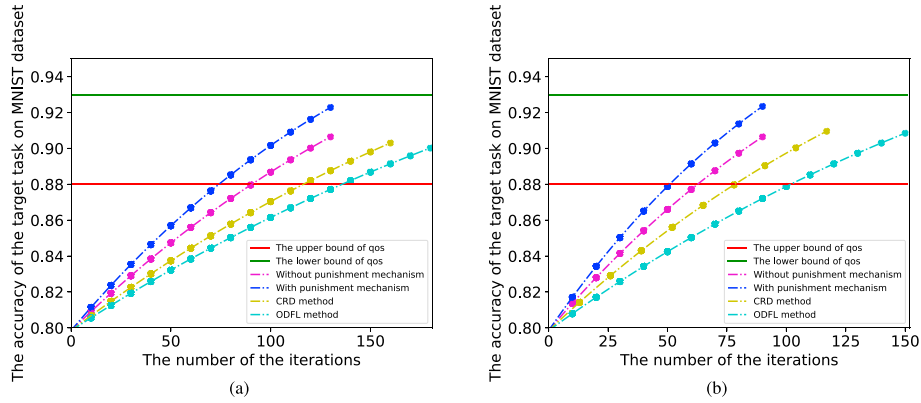 The accuracy of the target task on MNIST dataset
0.94
0.92
0.90
0.88
0.86
0.84
0.82
0.80
The upper bound of qos
The lower bound of qos
Without punishment mechanism
With punishment mechanism
CRD method
ODFL method
0
50
100
150
The number of the iterations
(a)
The accuracy of the target task on MNIST dataset
0.94
0.92
0.90
0.88
0.86
0.84
0.82
0.80
The upper bound of qos
The lower bound of qos
Without punishment mechanism
With punishment mechanism
CRD method
ODFL method
0
25
50
75
100
125
150
The number of the iterations
(b)